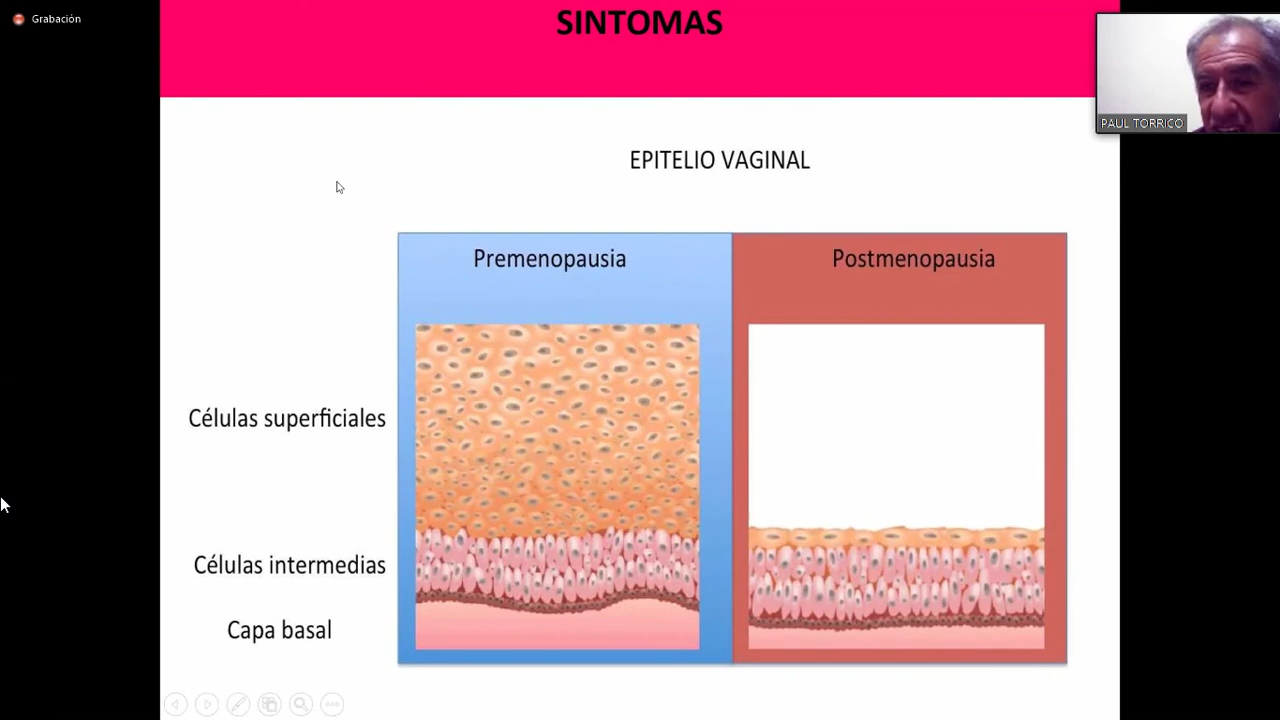 Grabación
SINTOMAS
PAUL TORRICO
EPITELIO VAGINAL
Premenopausia
Postmenopausia
Células superficiales
Células intermedias
Capa basal